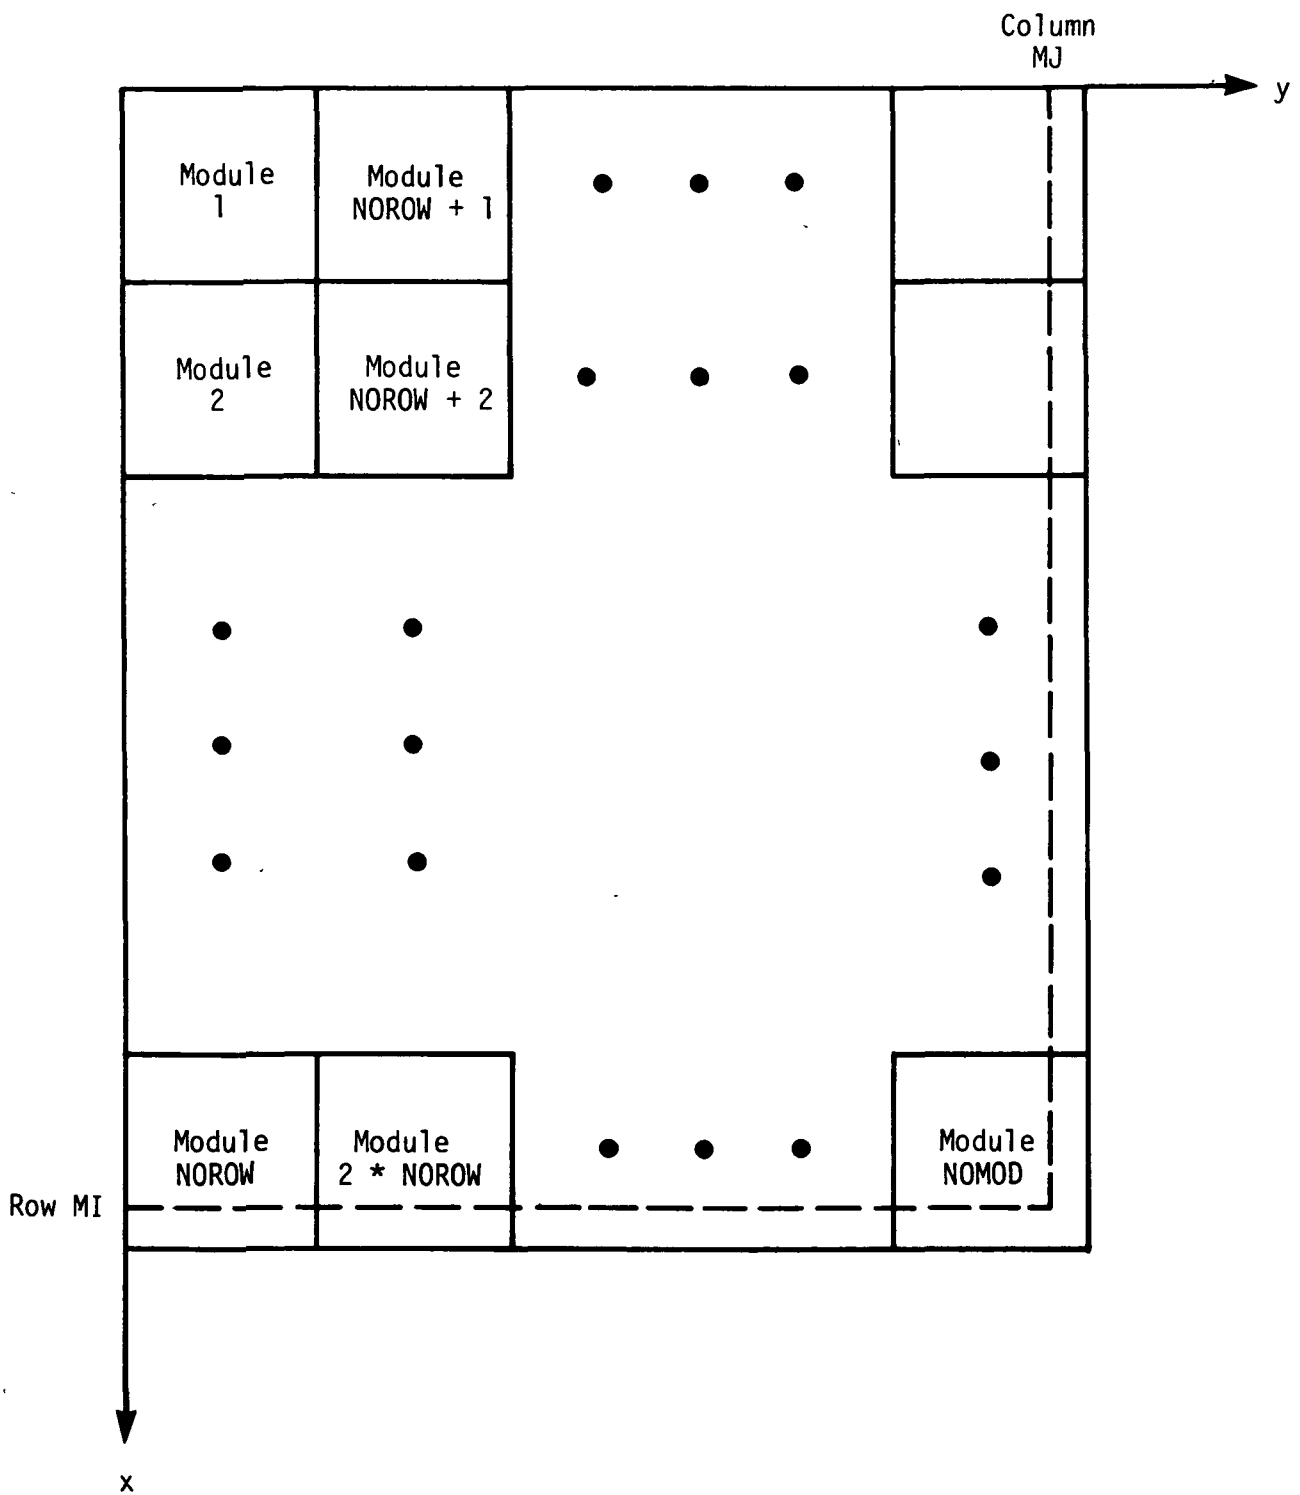 Column
MJ
y
Module
1
Module
NOROW + 1
Module
2
Module
NOROW + 2
Module
NOROW
Module
2 * NOROW
Module
NOMOD
Row MI
x